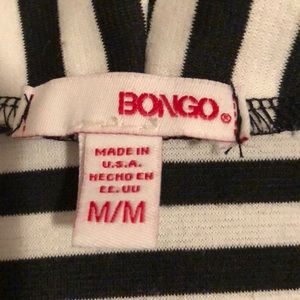 BONGO®
MADE IN
U.S.A.
HECHO EN
EE.UU
M/M